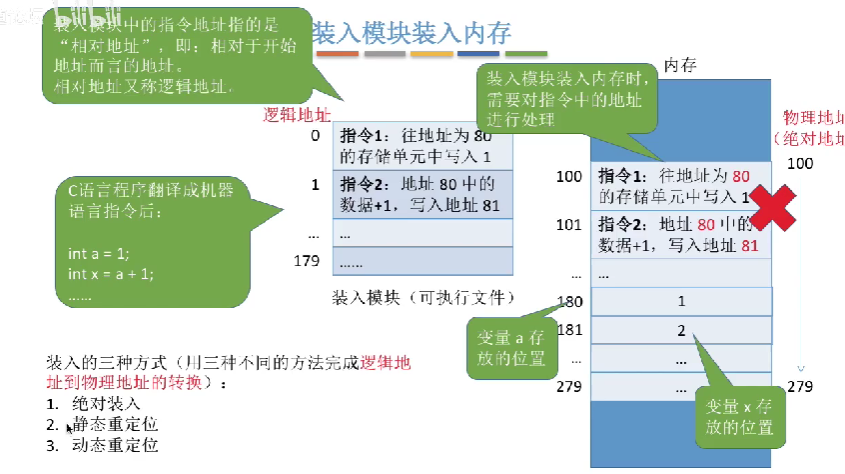 bilibili
装入模块装入内存
装入模块中的指令地址指的是
“相对地址”，即：相对于开始
地址而言的地址。
相对地址又称逻辑地址。
逻辑地址
0
指令1：往地址为 80
的存储单元中写入 1
1
指令2：地址 80 中的
数据+1，写入地址 81
...
...
179
......
装入模块（可执行文件）
C语言程序翻译成机器
语言指令后：
int a = 1;
int x = a + 1;
......
装入的三种方式（用三种不同的方法完成逻辑地
址到物理地址的转换）：
1. 绝对装入
2. 静态重定位
3. 动态重定位
装入模块装入内存时，
需要对指令中的地址
进行处理
内存
物理地
（绝对地
100
指令1：往地址为 80
的存储单元中写入 1
101
指令2：地址 80 中的
数据+1，写入地址 81
...
...
180
1
181
2
...
...
279
...
变量 a 存
放的位置
变量 x 存
放的位置
100
279